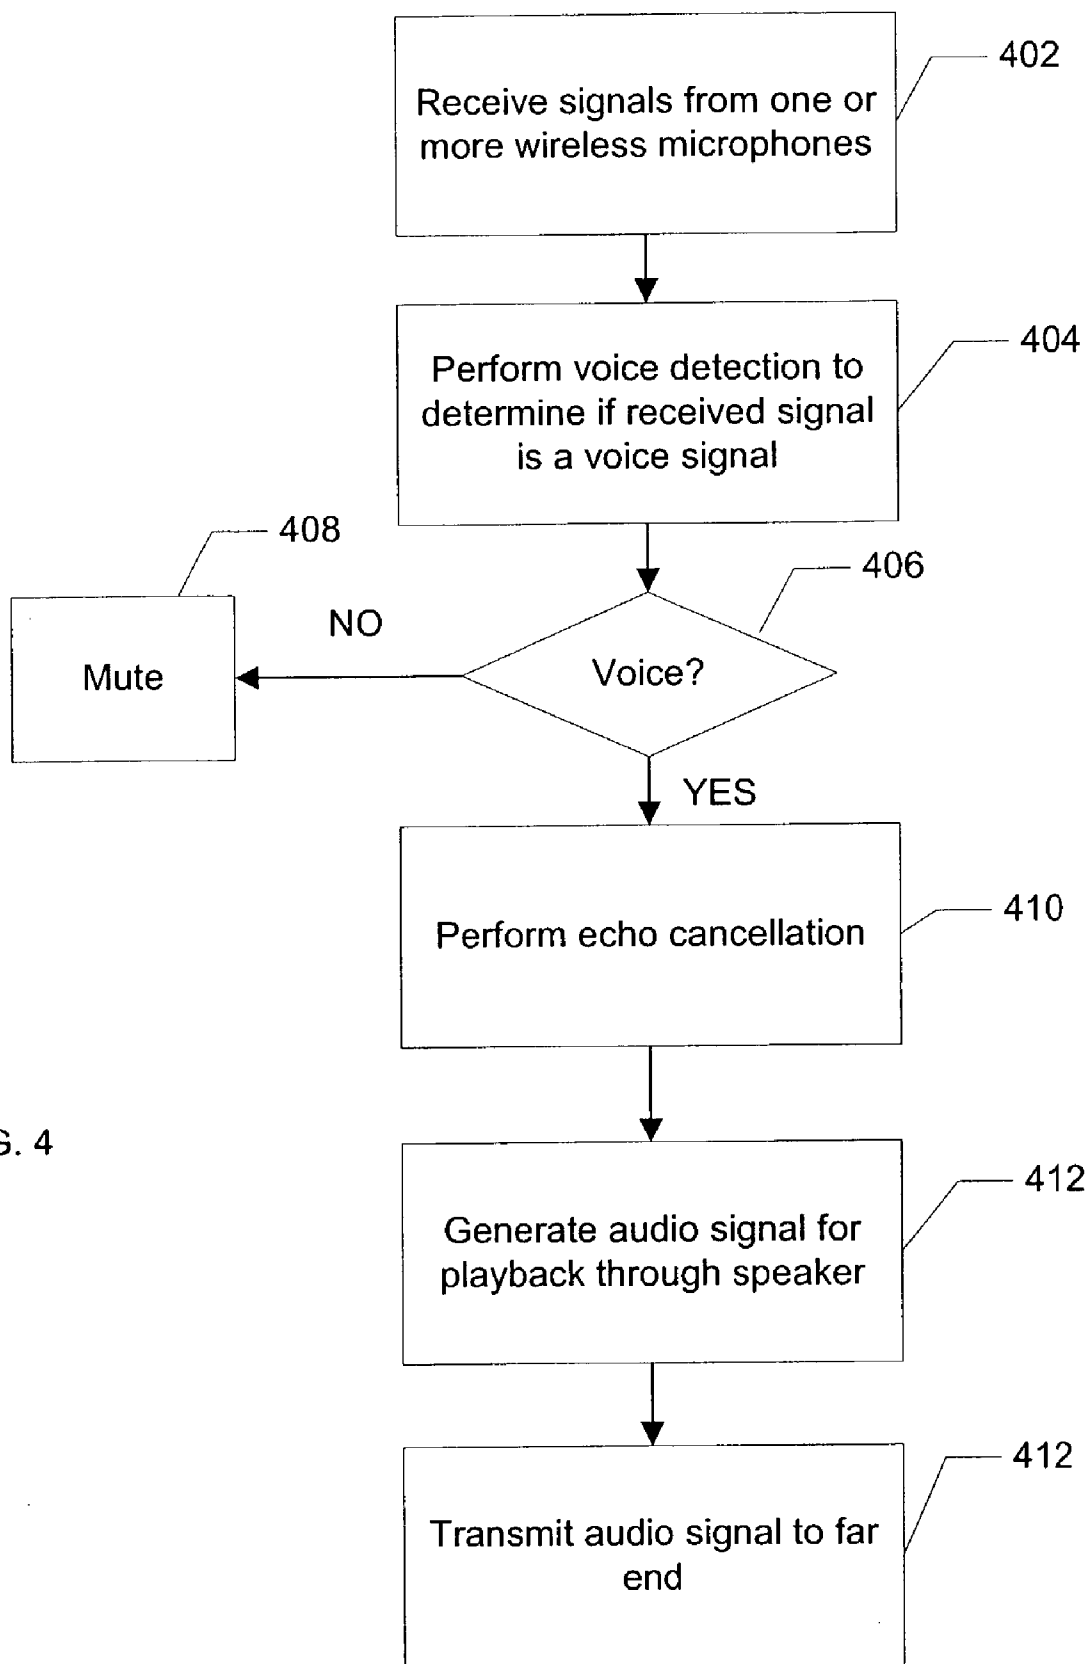 402
Receive signals from one or
more wireless microphones
404
Perform voice detection to
determine if received signal
is a voice signal
408
406
NO
Mute
Voice?
YES
410
Perform echo cancellation
G. 4
412
Generate audio signal for
playback through speaker
412
Transmit audio signal to far
end